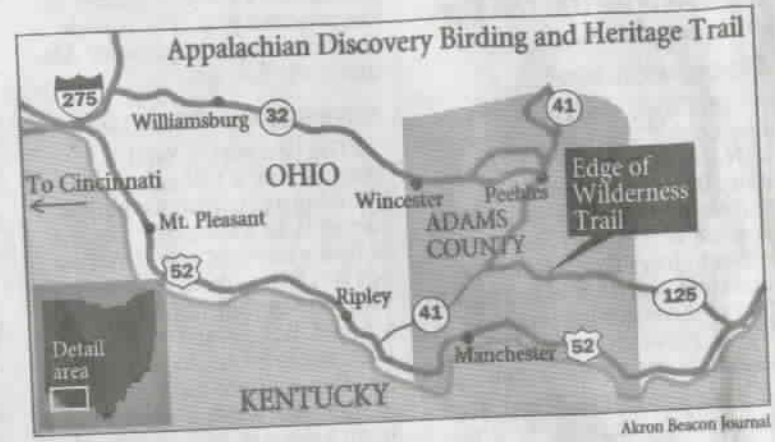 Appalachian Discovery Birding and Heritage Trail
275
Williamsburg
32
41
To Cincinnati
OHIO
Wincester
Peebles
Edge of
Wilderness
Trail
Mt. Pleasant
ADAMS
COUNTY
52
Ripley
41
125
Detail
area
Manchester
52
KENTUCKY
Akron Beacon Journal